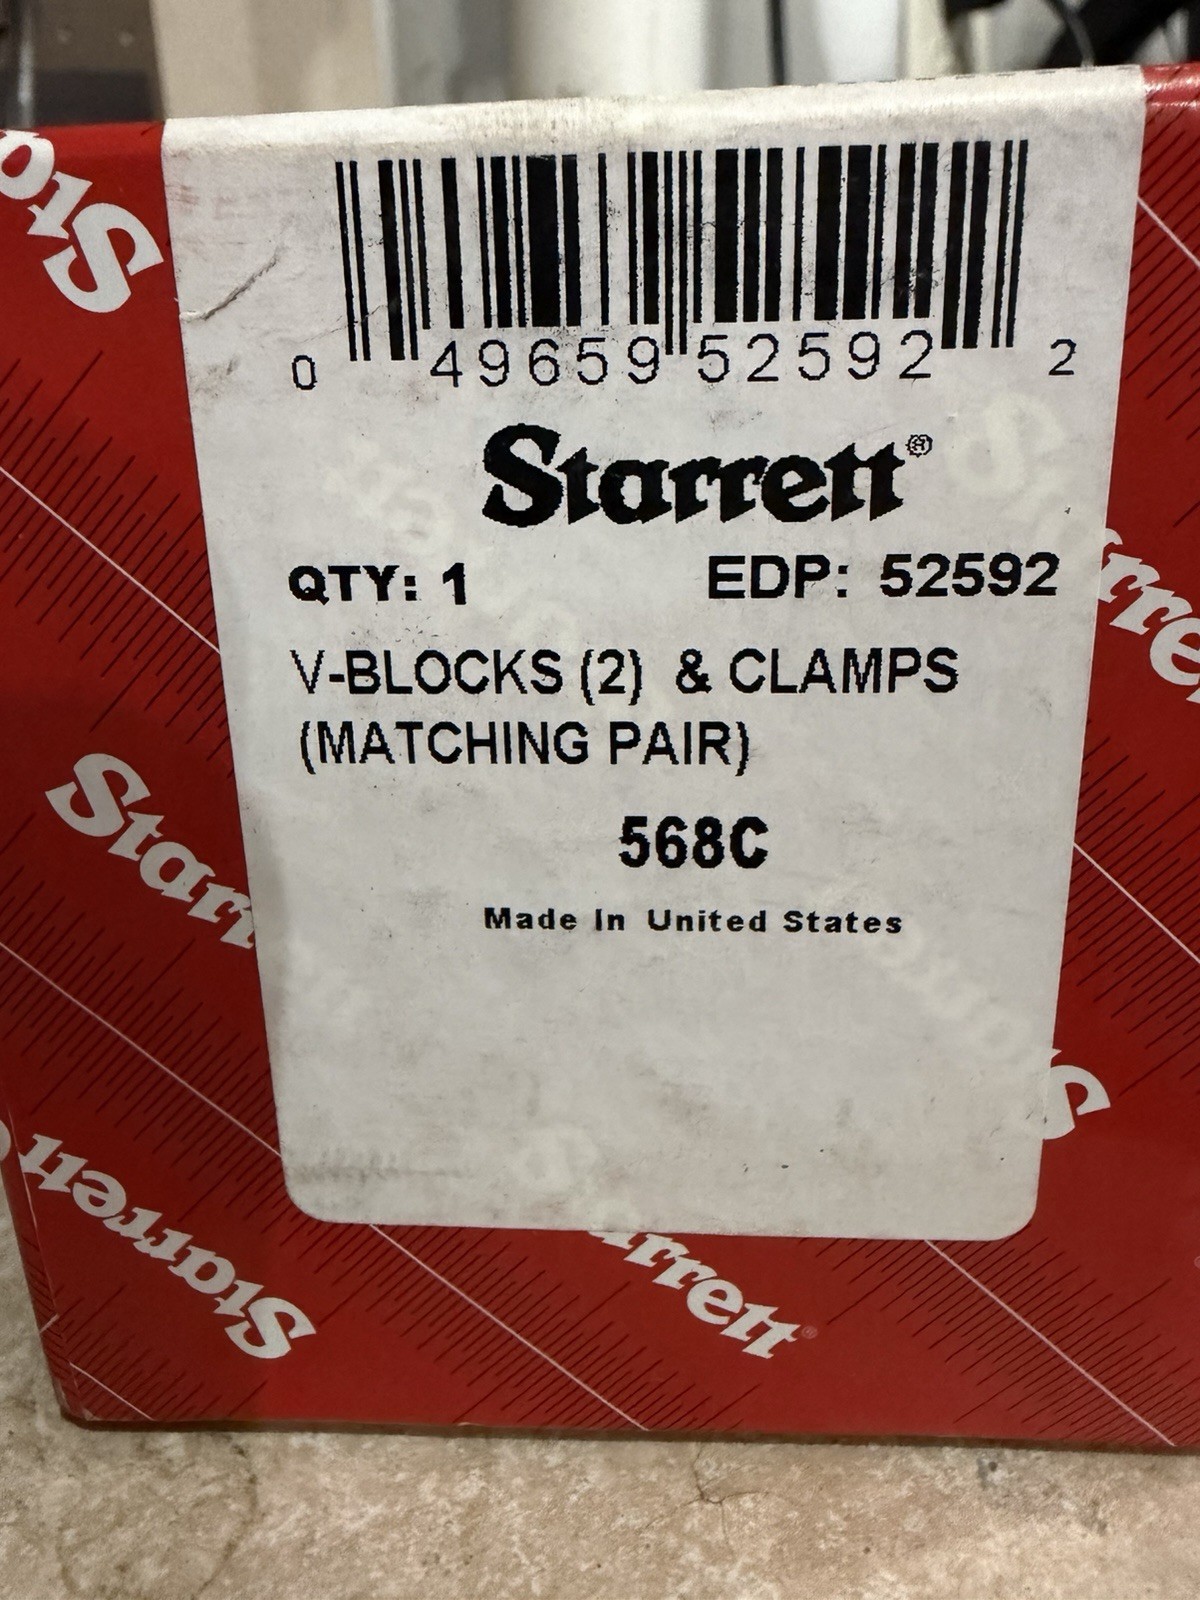 0 49659 52592 2
Starrett®
QTY: 1 EDP: 52592
V-BLOCKS (2) & CLAMPS
(MATCHING PAIR)
568C
Made In United States
Starrett